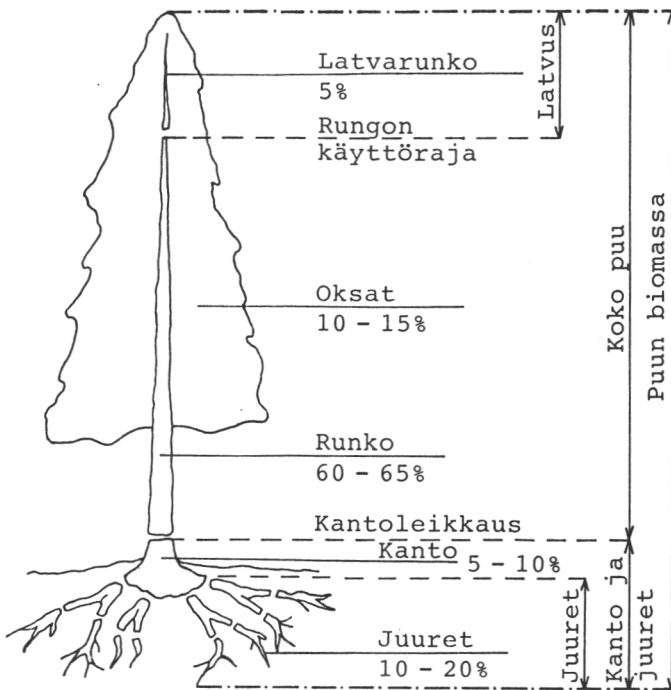 Latvarunko
5%
Rungon
käyttöraja
Oksat
10 – 15%
Runko
60 – 65%
Kantoleikkaus
Kanto
5 – 10%
Juuret
10 – 20%
Latvus
Koko puu
Puun biomassa
Juuret
Kanto ja
juuret